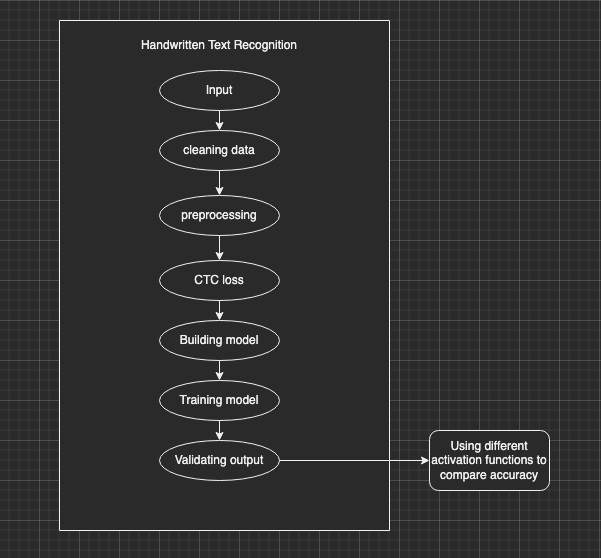 Handwritten Text Recognition
Input
cleaning data
preprocessing
CTC loss
Building model
Training model
Validating output
Using different
activation functions to
compare accuracy